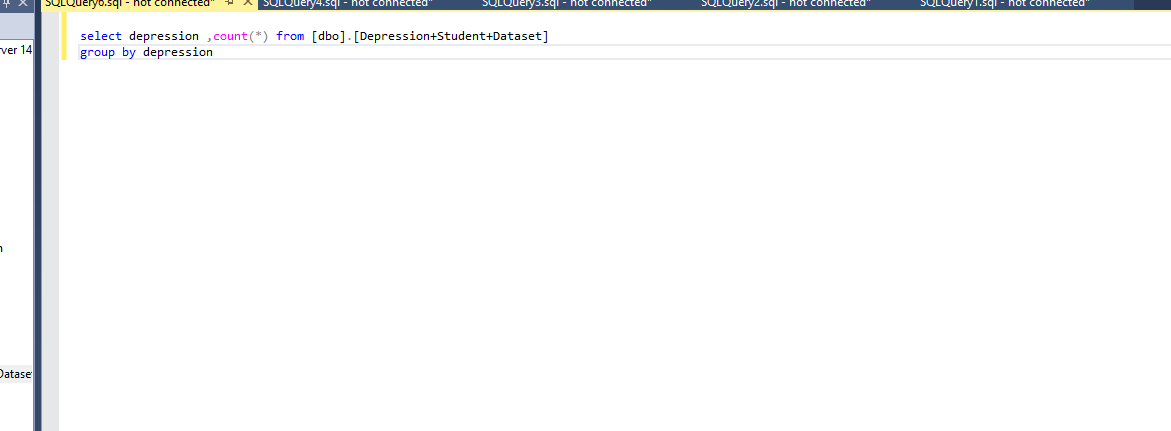 SQLQuery6.sql - not connected* SQLQuery4.sql - not connected* SQLQuery3.sql - not connected* SQLQuery2.sql - not connected* SQLQuery1.sql - not connected*
select depression ,count(*) from [dbo].[Depression+Student+Dataset]
rver 14
group by depression
n
Datase